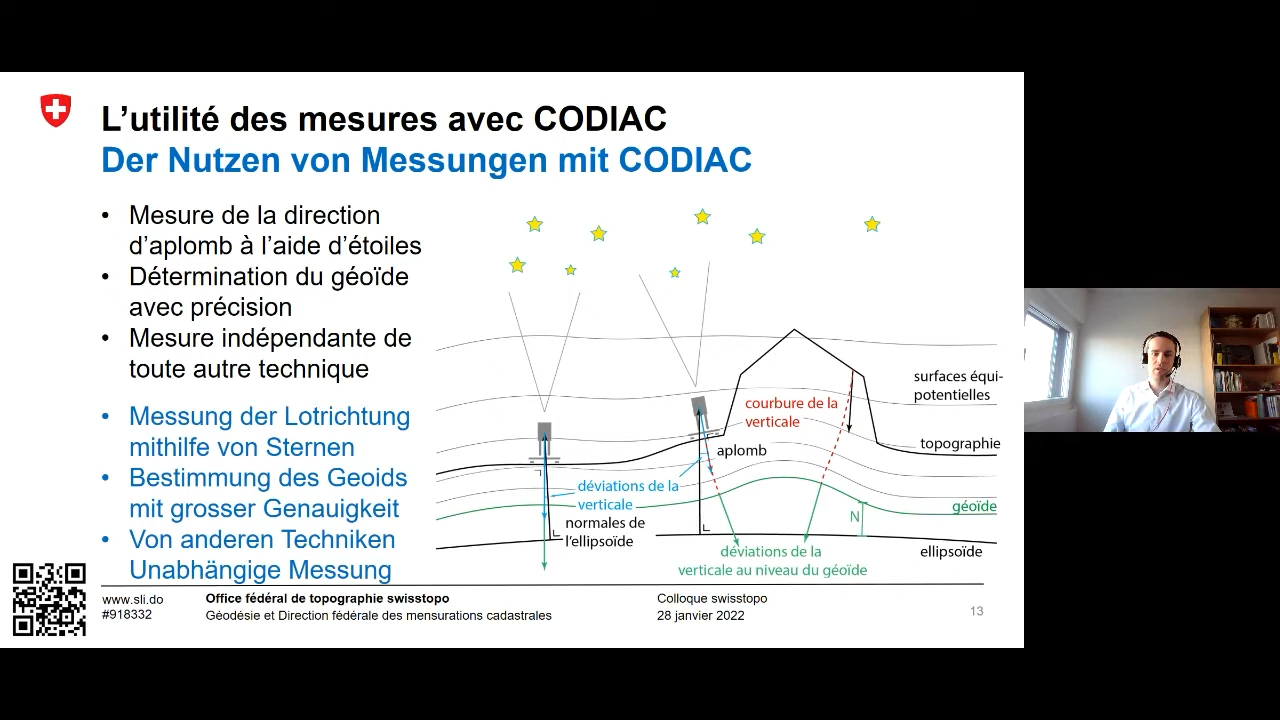 L'utilité des mesures avec CODIAC
Der Nutzen von Messungen mit CODIAC
• Mesure de la direction
d'aplomb à l'aide d'étoiles
• Détermination du géoïde
avec précision
• Mesure indépendante de
toute autre technique
• Messung der Lotrichtung
mithilfe von Sternen
• Bestimmung des Geoids
mit grosser Genauigkeit
• Von anderen Techniken
Unabhängige Messung
surfaces équi-
potentielles
courbure de la
verticale
topographie
aplomb
déviations de la
verticale
normales de
l'ellipsoïde
géoïde
N
ellipsoïde
déviations de la
verticale au niveau du géoïde
www.sli.do
#918332
Office fédéral de topographie swisstopo
Géodésie et Direction fédérale des mensurations cadastrales
Colloque swisstopo
28 janvier 2022
13